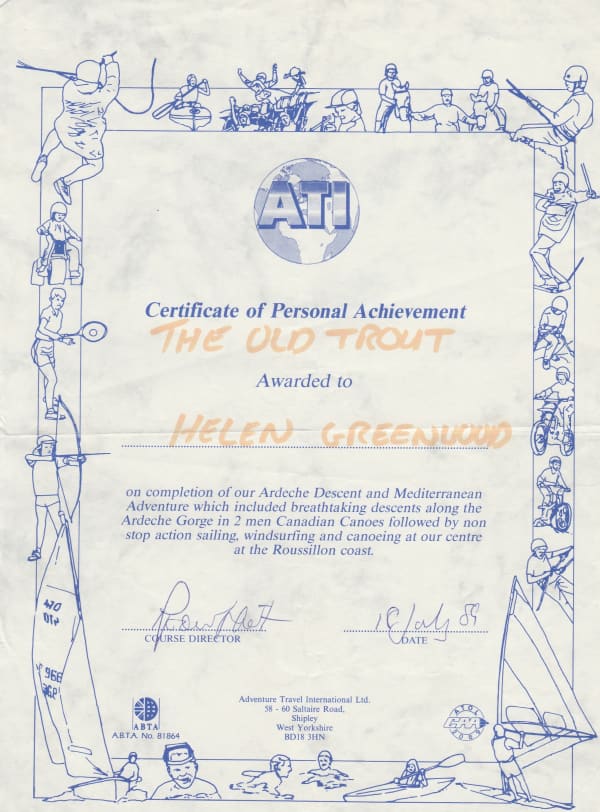 ATI
Certificate of Personal Achievement
THE OLD TROUT
Awarded to
HELEN GREENWOOD
on completion of our Ardeche Descent and Mediterranean
Adventure which included breathtaking descents along the
Ardeche Gorge in 2 men Canadian Canoes followed by non
stop action sailing, windsurfing and canoeing at our centre
at the Roussillon coast.
July 89
COURSE DIRECTOR
DATE
ABTA
A.B.T.A. No. 81864
Adventure Travel International Ltd.
58 - 60 Saltaire Road,
Shipley
West Yorkshire
BD18 3HN
ATOL